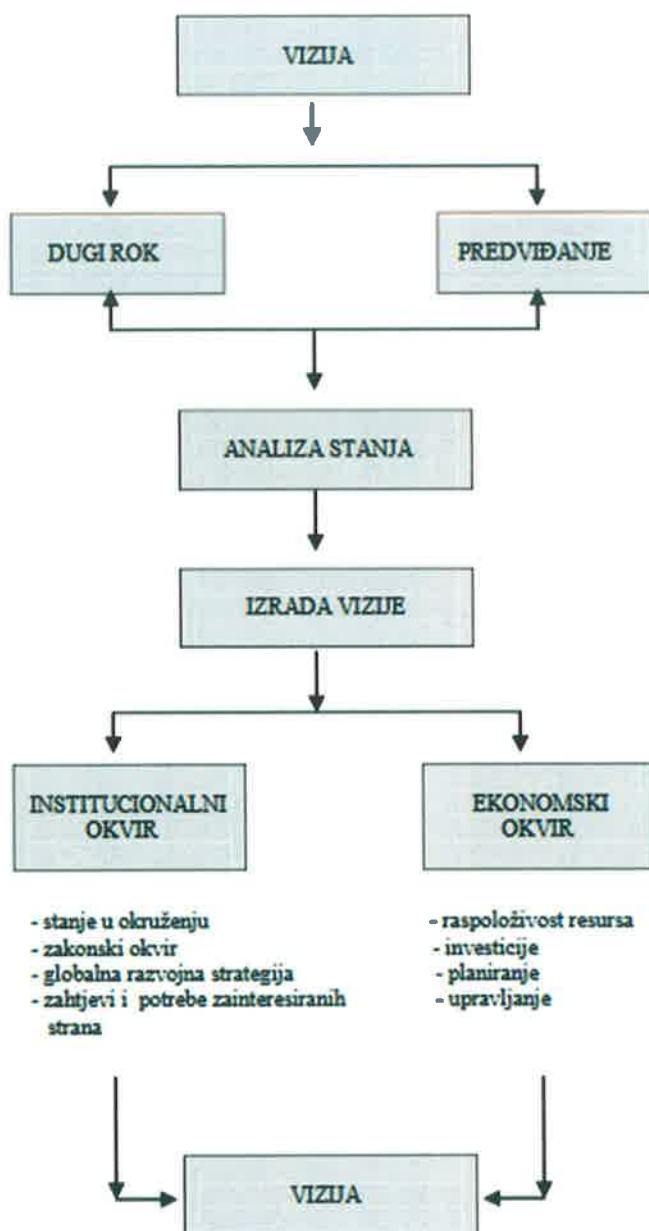 VIZIJA
DUGI ROK
PREDVIĐANJE
ANALIZA STANJA
IZRADA VIZIJE
INSTITUCIONALNI
OKVIR
EKONOMSKI
OKVIR
- stanje u okruženju
- zakonski okvir
- globalna razvojna strategija
- zahtjevi i potrebe zainteresiranih
strana
- raspoloživost resursa
- investicije
- planiranje
- upravljanje
VIZIJA